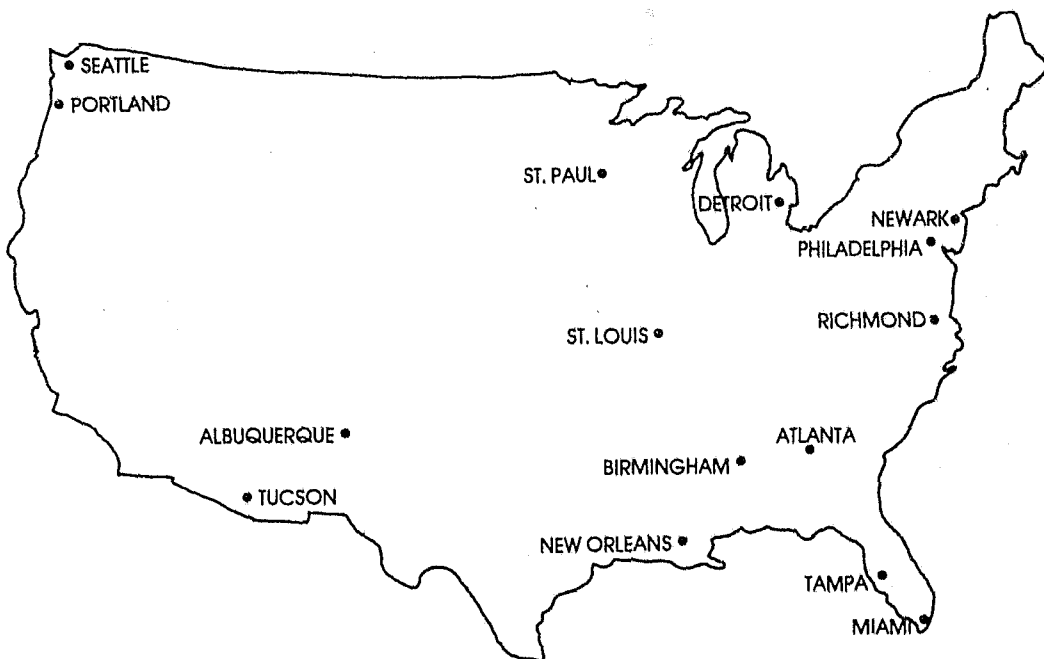 SEATTLE
PORTLAND
ST. PAUL
DETROIT
NEWARK
PHILADELPHIA
RICHMOND
ST. LOUIS
ALBUQUERQUE
ATLANTA
BIRMINGHAM
TUCSON
NEW ORLEANS
TAMPA
MIAMI